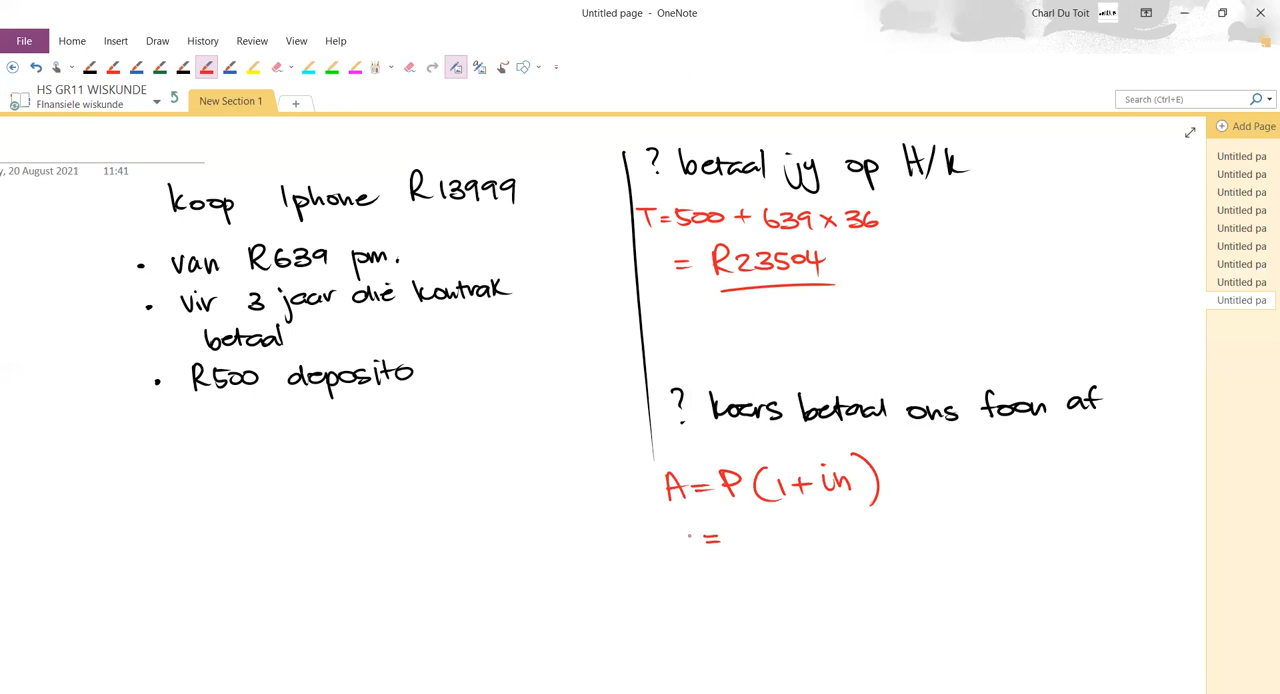 Untitled page - OneNote
Charl Du Toit
File Home Insert Draw History Review View Help
HS GR11 WISKUNDE
FInansiele wiskunde
New Section 1
+
Search (Ctrl+E)
Add Page
Untitled pa
Untitled pa
Untitled pa
Untitled pa
Untitled pa
Untitled pa
Untitled pa
Untitled pa
Untitled pa
y, 20 August 2021 11:41
koop Iphone R13999
• van R639 pm.
• vir 3 jaar die kontrak
betaal
• R500 deposito
? betaal jy op H/k
T = 500 + 639 x 36
= R23504
? koers betaal ons foon af
A = P (1 + in)
=